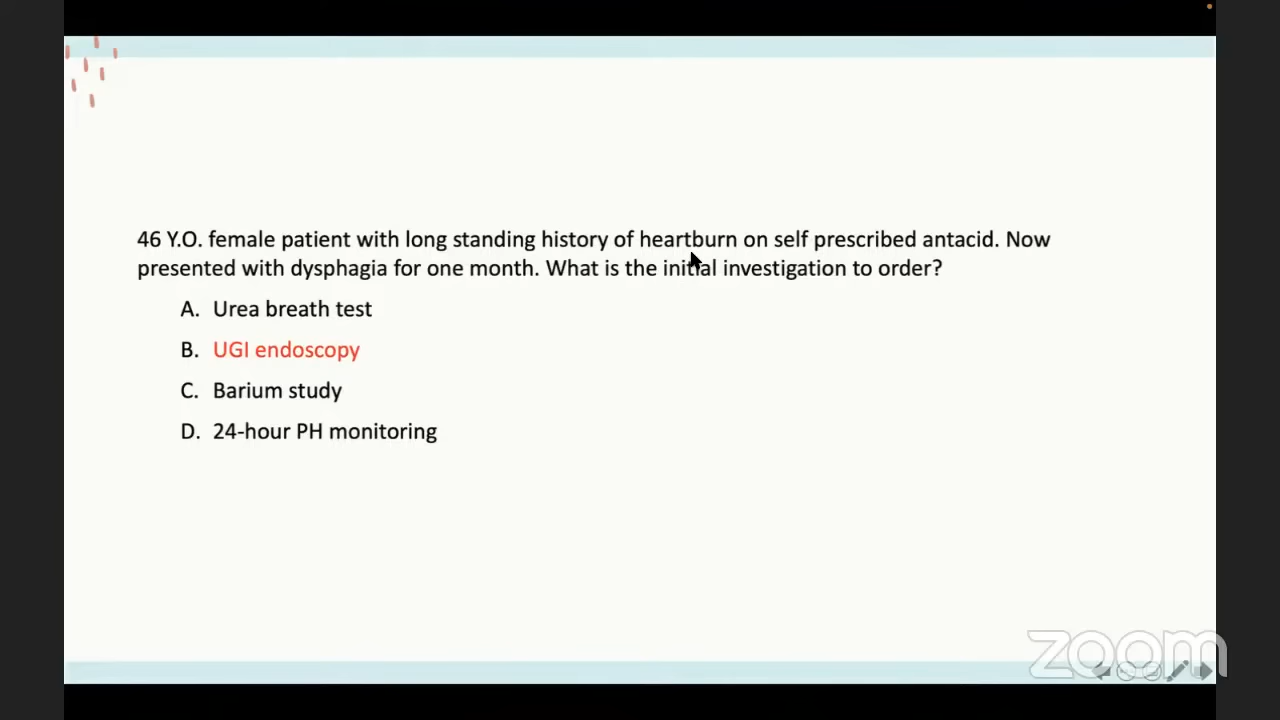 46 Y.O. female patient with long standing history of heartburn on self prescribed antacid. Now
presented with dysphagia for one month. What is the initial investigation to order?
A. Urea breath test
B. UGI endoscopy
C. Barium study
D. 24-hour PH monitoring
zoom